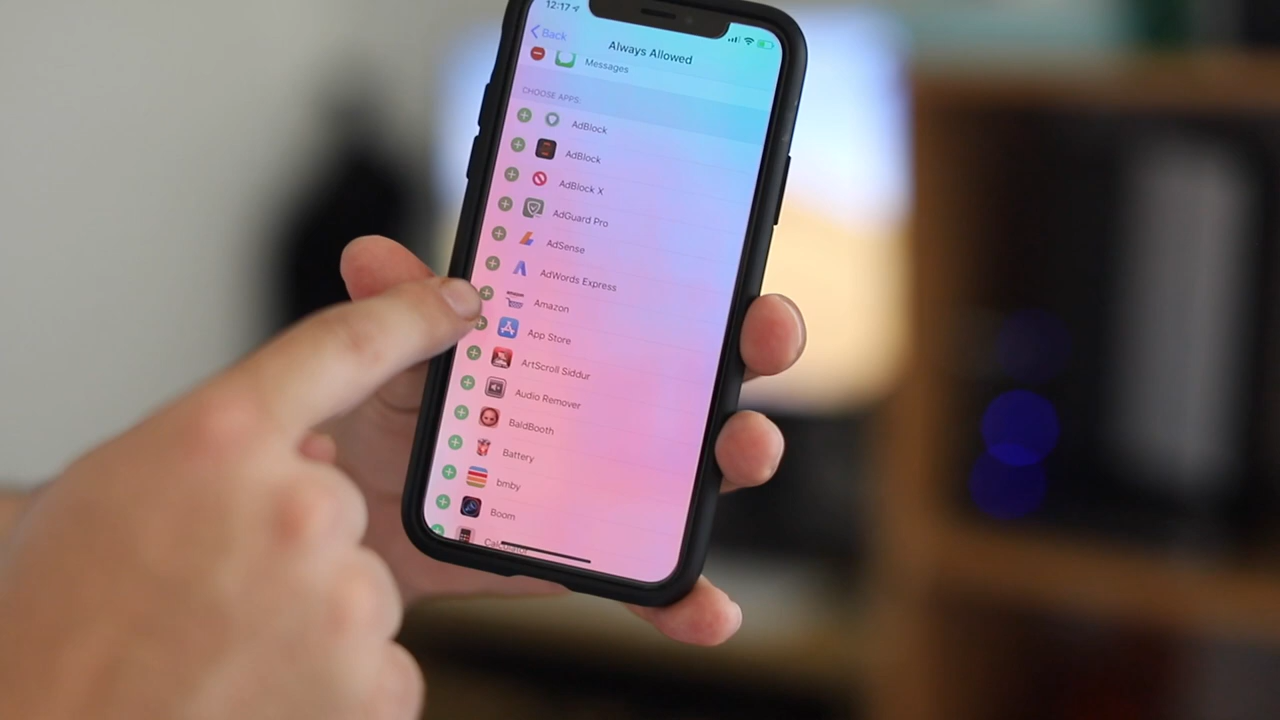 12:17
Back
Always Allowed
Messages
CHOOSE APPS:
AdBlock
AdBlock
AdBlock X
AdGuard Pro
AdSense
AdWords Express
Amazon
App Store
ArtScroll Siddur
Audio Remover
BaldBooth
Battery
bmby
Boom
Calculator